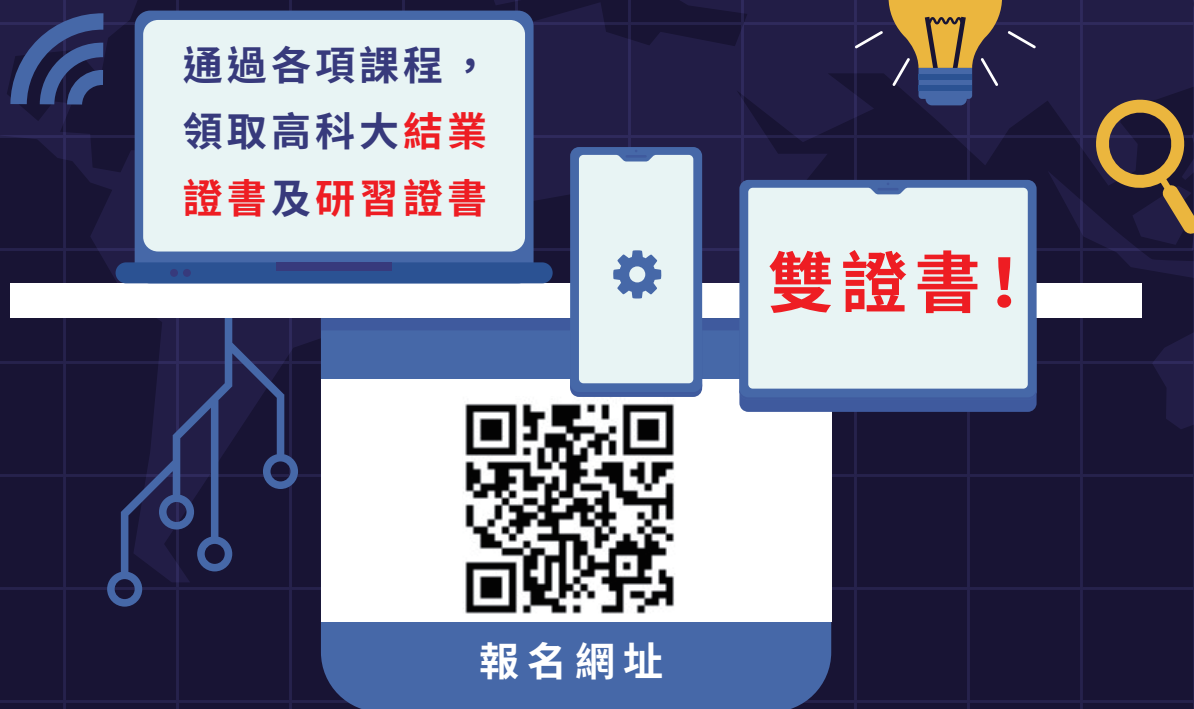 通過各項課程，
領取高科大結業
證書及研習證書
雙證書!
報名網址